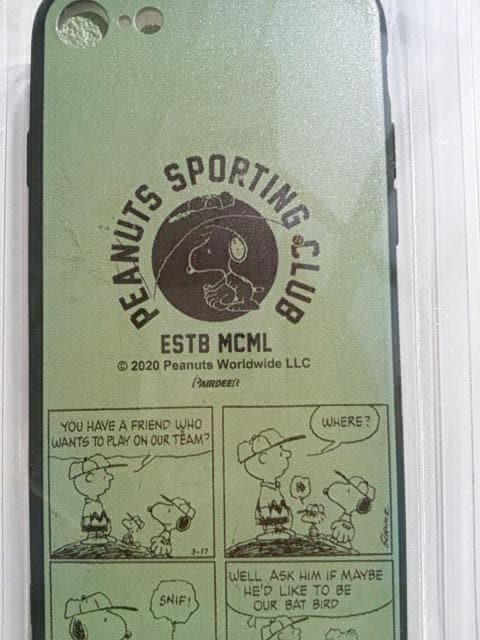 PEANUTS SPORTING CLUB
ESTB MCML
© 2020 Peanuts Worldwide LLC
PAIRDEER
YOU HAVE A FRIEND WHO
WANTS TO PLAY ON OUR TEAM?
3-17
WHERE?
SCHULZ
SNIF!
WELL, ASK HIM IF MAYBE
HE'D LIKE TO BE
OUR BAT BIRD